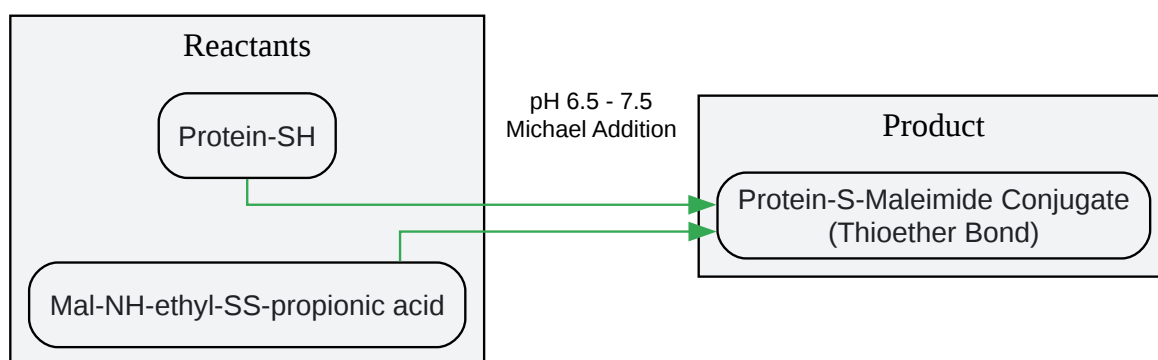 Reactants
Protein-SH
Mal-NH-ethyl-SS-propionic acid
pH 6.5 - 7.5
Michael Addition
Product
Protein-S-Maleimide Conjugate
(Thioether Bond)